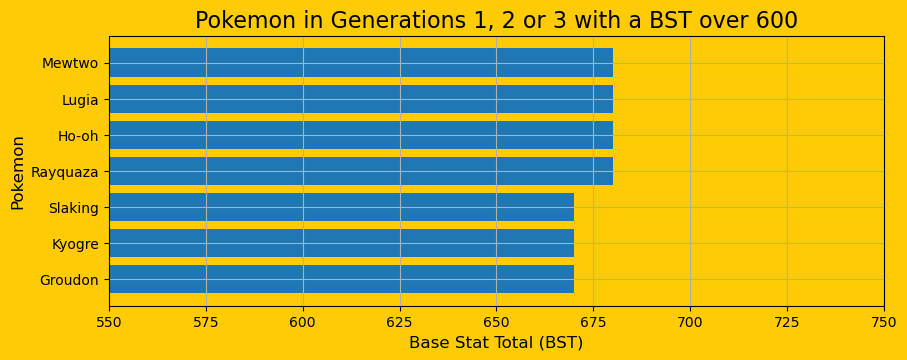 Pokemon in Generations 1, 2 or 3 with a BST over 600
Pokemon
Mewtwo
Lugia
Ho-oh
Rayquaza
Slaking
Kyogre
Groudon
550 575 600 625 650 675 700 725 750
Base Stat Total (BST)